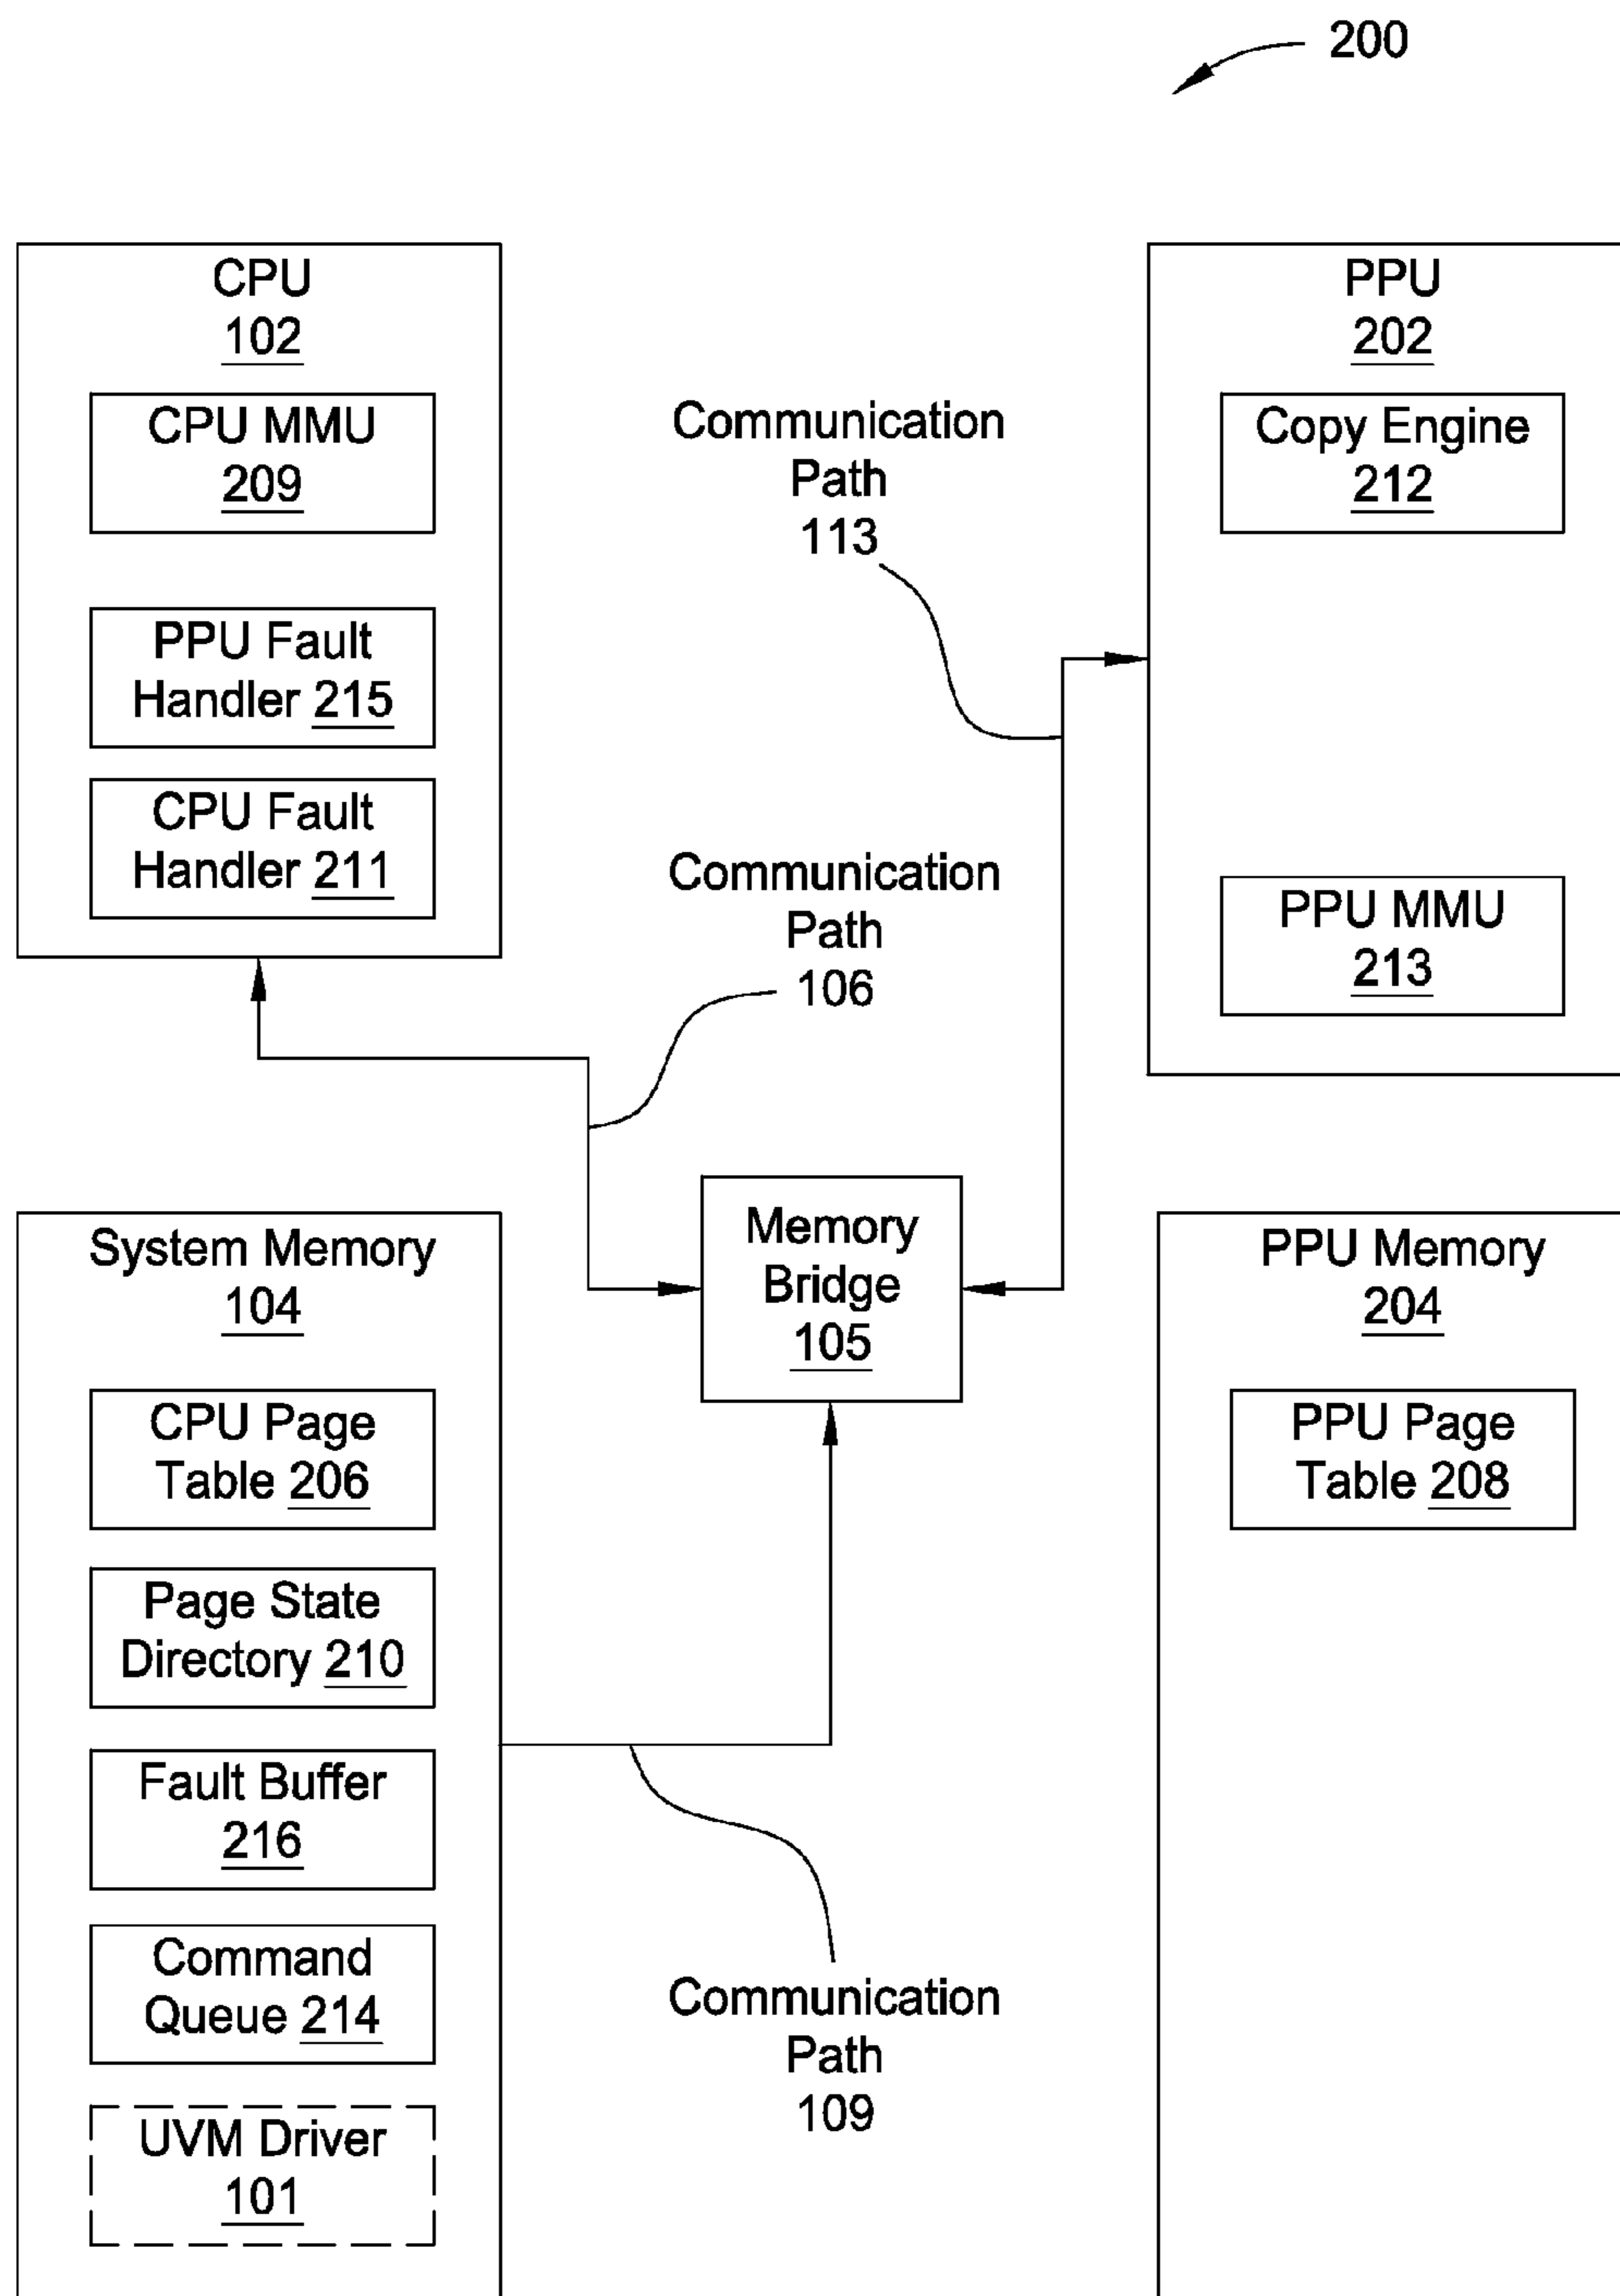 200
CPU
102
CPU MMU
209
PPU Fault
Handler 215
CPU Fault
Handler 211
Communication
Path
113
Communication
Path
106
PPU
202
Copy Engine
212
PPU MMU
213
System Memory
104
CPU Page
Table 206
Page State
Directory 210
Fault Buffer
216
Command
Queue 214
UVM Driver
101
Memory
Bridge
105
Communication
Path
109
PPU Memory
204
PPU Page
Table 208